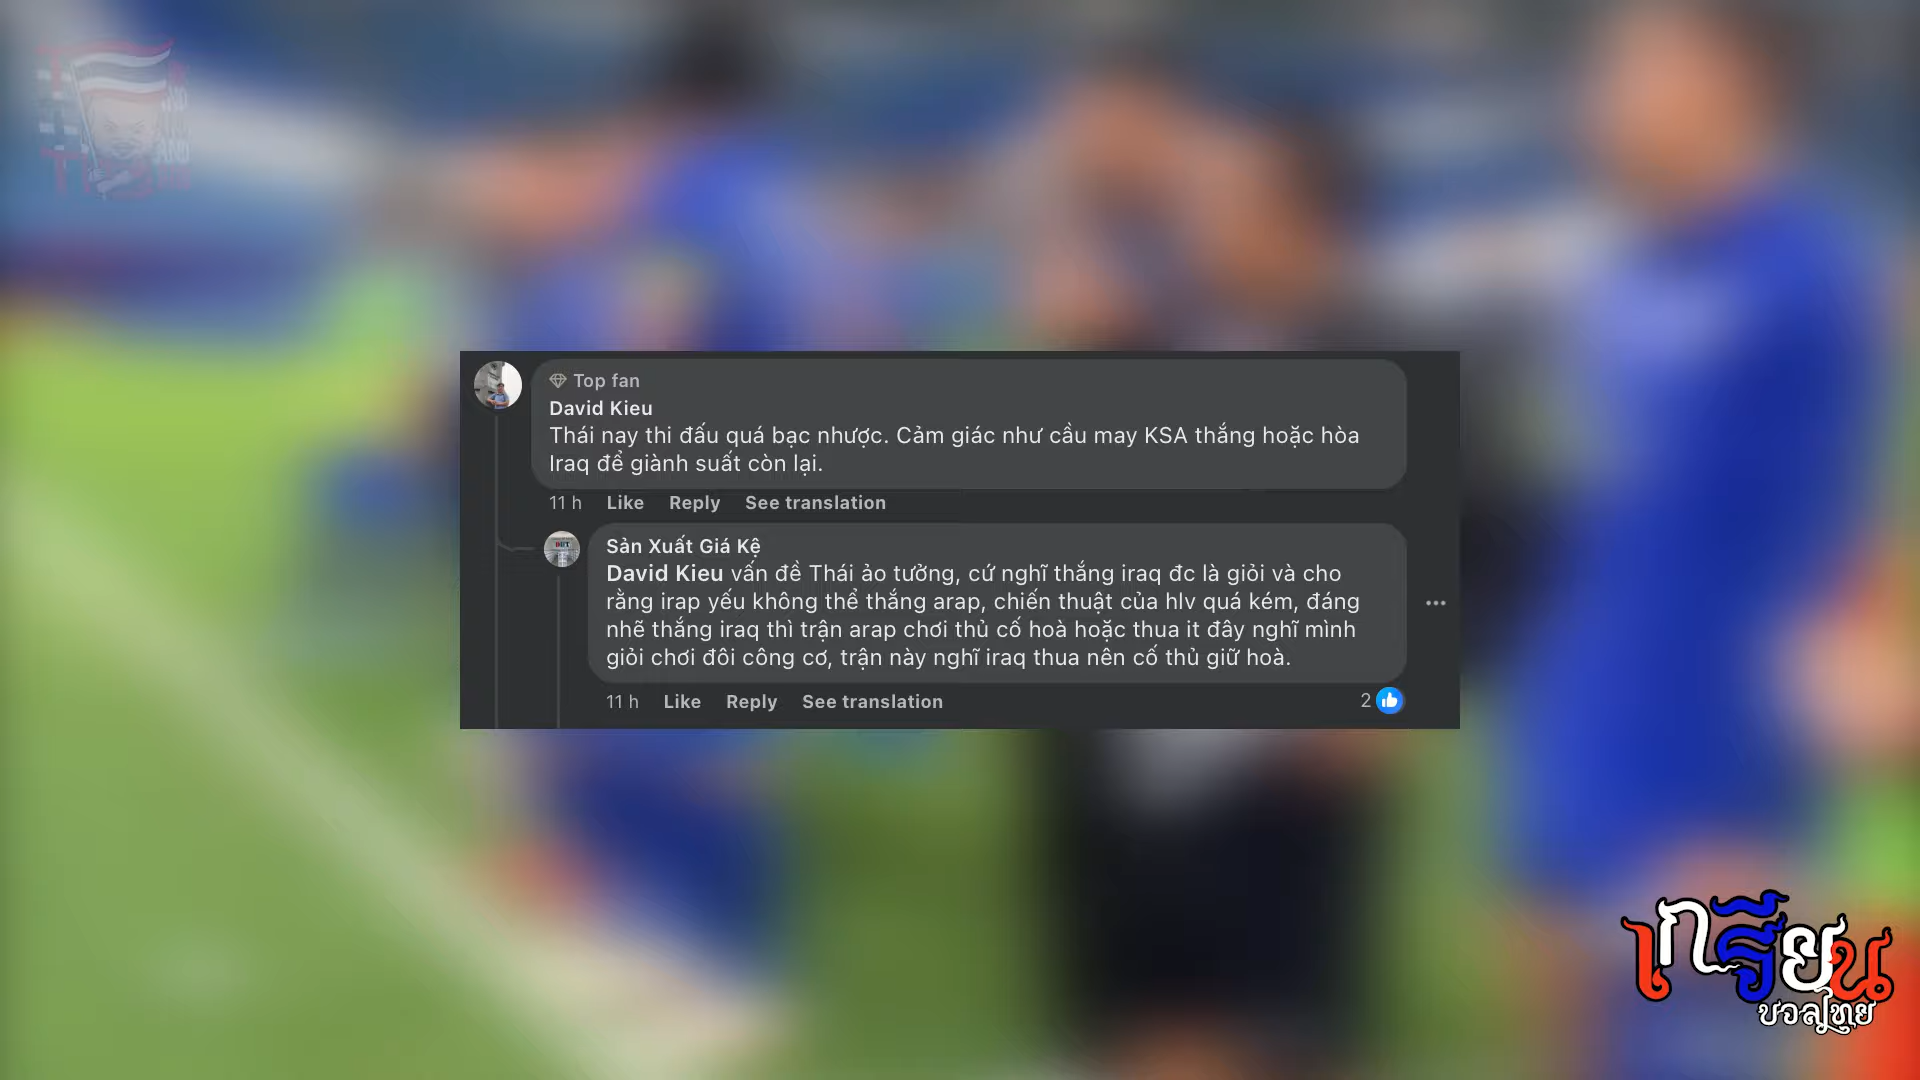 Top fan
David Kieu
Thái nay thi đấu quá bạc nhược. Cảm giác như cầu may KSA thắng hoặc hòa
Iraq để giành suất còn lại.
11 h Like Reply See translation
Sản Xuất Giá Kệ
David Kieu vấn đề Thái ảo tưởng, cứ nghĩ thắng iraq đc là giỏi và cho
rằng irap yếu không thể thắng arap, chiến thuật của hlv quá kém, đáng
nhẽ thắng iraq thì trận arap chơi thủ cố hoà hoặc thua it đây nghĩ mình
giỏi chơi đôi công cơ, trận này nghĩ iraq thua nên cố thủ giữ hoà.
11 h Like Reply See translation
2
เกรียน
บอลไทย